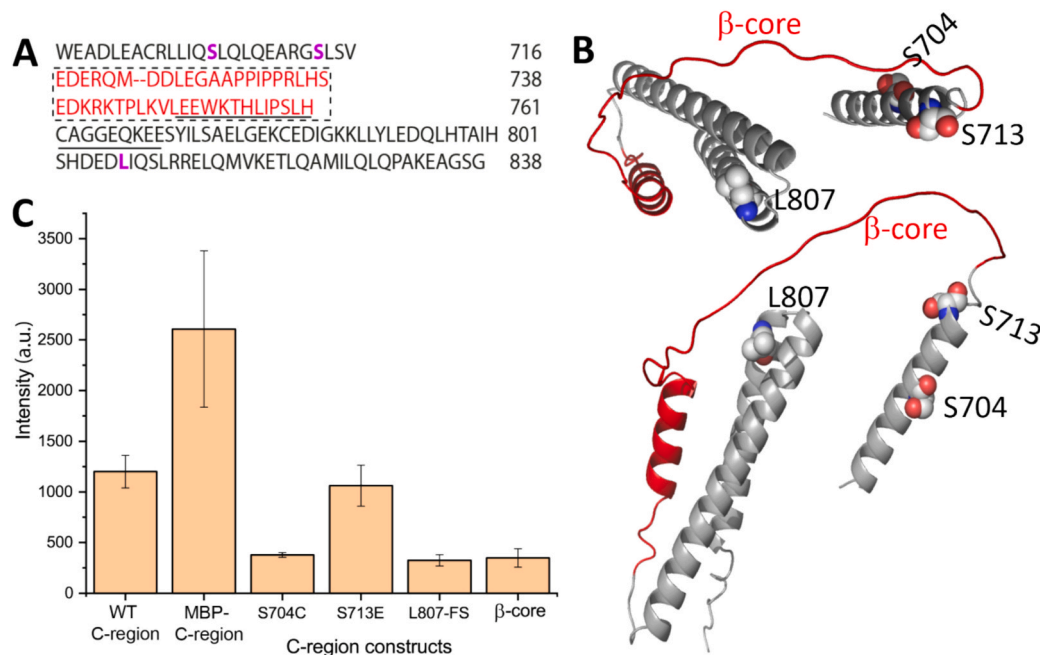 A
WEADLEACRLLIQSLQLQEARGSLSV 716
EDERQM--DDLEGAAPPIPPRLHS 738
EDKRKTPLKVLEEWKTHLIPSLH 761
CAGGEQKEESYILSAELGEKCEDIGKKLLYLEDQLHTAIH 801
SHDEDLIQSLRRELQMVKETLQAMILQLQPAKEAGSG 838
B
β-core
S704
S713
L807
β-core
L807
S713
S704
C
3500
3000
2500
2000
1500
1000
500
0
Intensity (a.u.)
WT C-region
MBP-C-region
S704C
S713E
L807-FS
β-core
C-region constructs